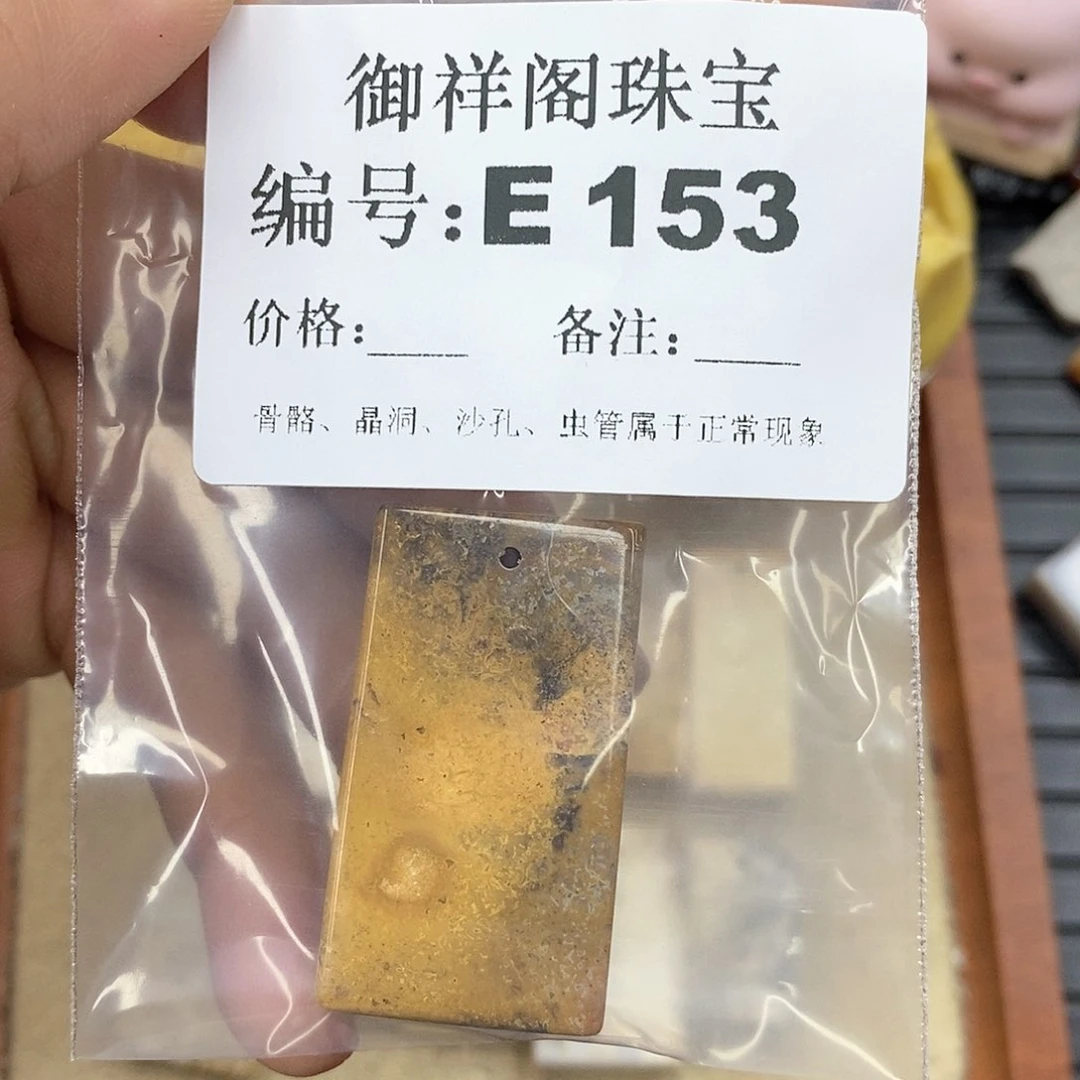 御祥阁珠宝
编号:E 153
价格:____ 备注:____
骨骼、晶洞、沙孔、虫管属于正常现象